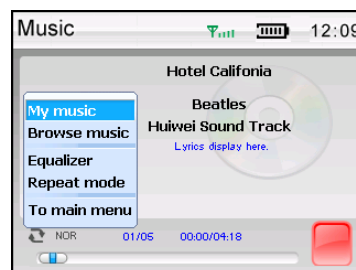 Music 12:09
Hotel Califonia
Beatles
Huiwei Sound Track
Lyrics display here.
My music
Browse music
Equalizer
Repeat mode
To main menu
NOR 01/05 00:00/04:18